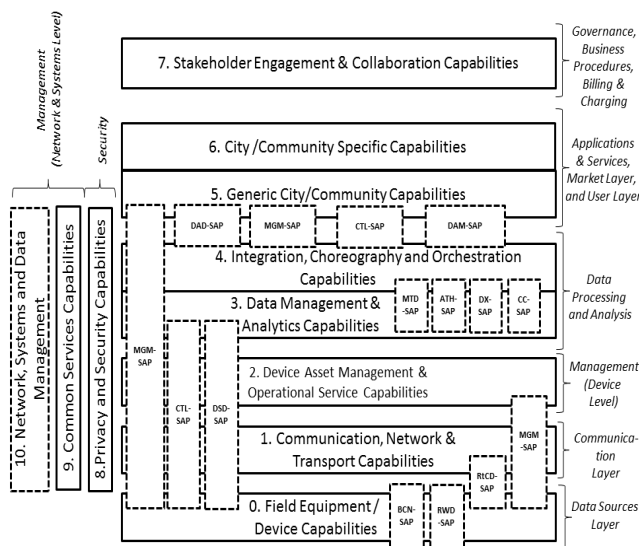 Management
(Network & Systems Level)
Security
10. Network, Systems and Data
Management
9. Common Services Capabilities
8.Privacy and Security Capabilities
7. Stakeholder Engagement & Collaboration Capabilities
Governance,
Business
Procedures,
Billing &
Charging
6. City /Community Specific Capabilities
5. Generic City/Community Capabilities
Applications
& Services,
Market Layer,
and User Layer
DAD-SAP
MGM-SAP
CTL-SAP
DAM-SAP
4. Integration, Choreography and Orchestration
Capabilities
3. Data Management &
Analytics Capabilities
MTD
-SAP
ATH-
SAP
DX-
SAP
CC-
SAP
Data
Processing
and Analysis
MGM-
SAP
CTL-
SAP
DSD-
SAP
2. Device Asset Management &
Operational Service Capabilities
Management
(Device
Level)
1. Communication, Network &
Transport Capabilities
MGM
-SAP
Communica-
tion
Layer
RtCD-
SAP
0. Field Equipment /
Device Capabilities
BCN-
SAP
RWD
-SAP
Data Sources
Layer